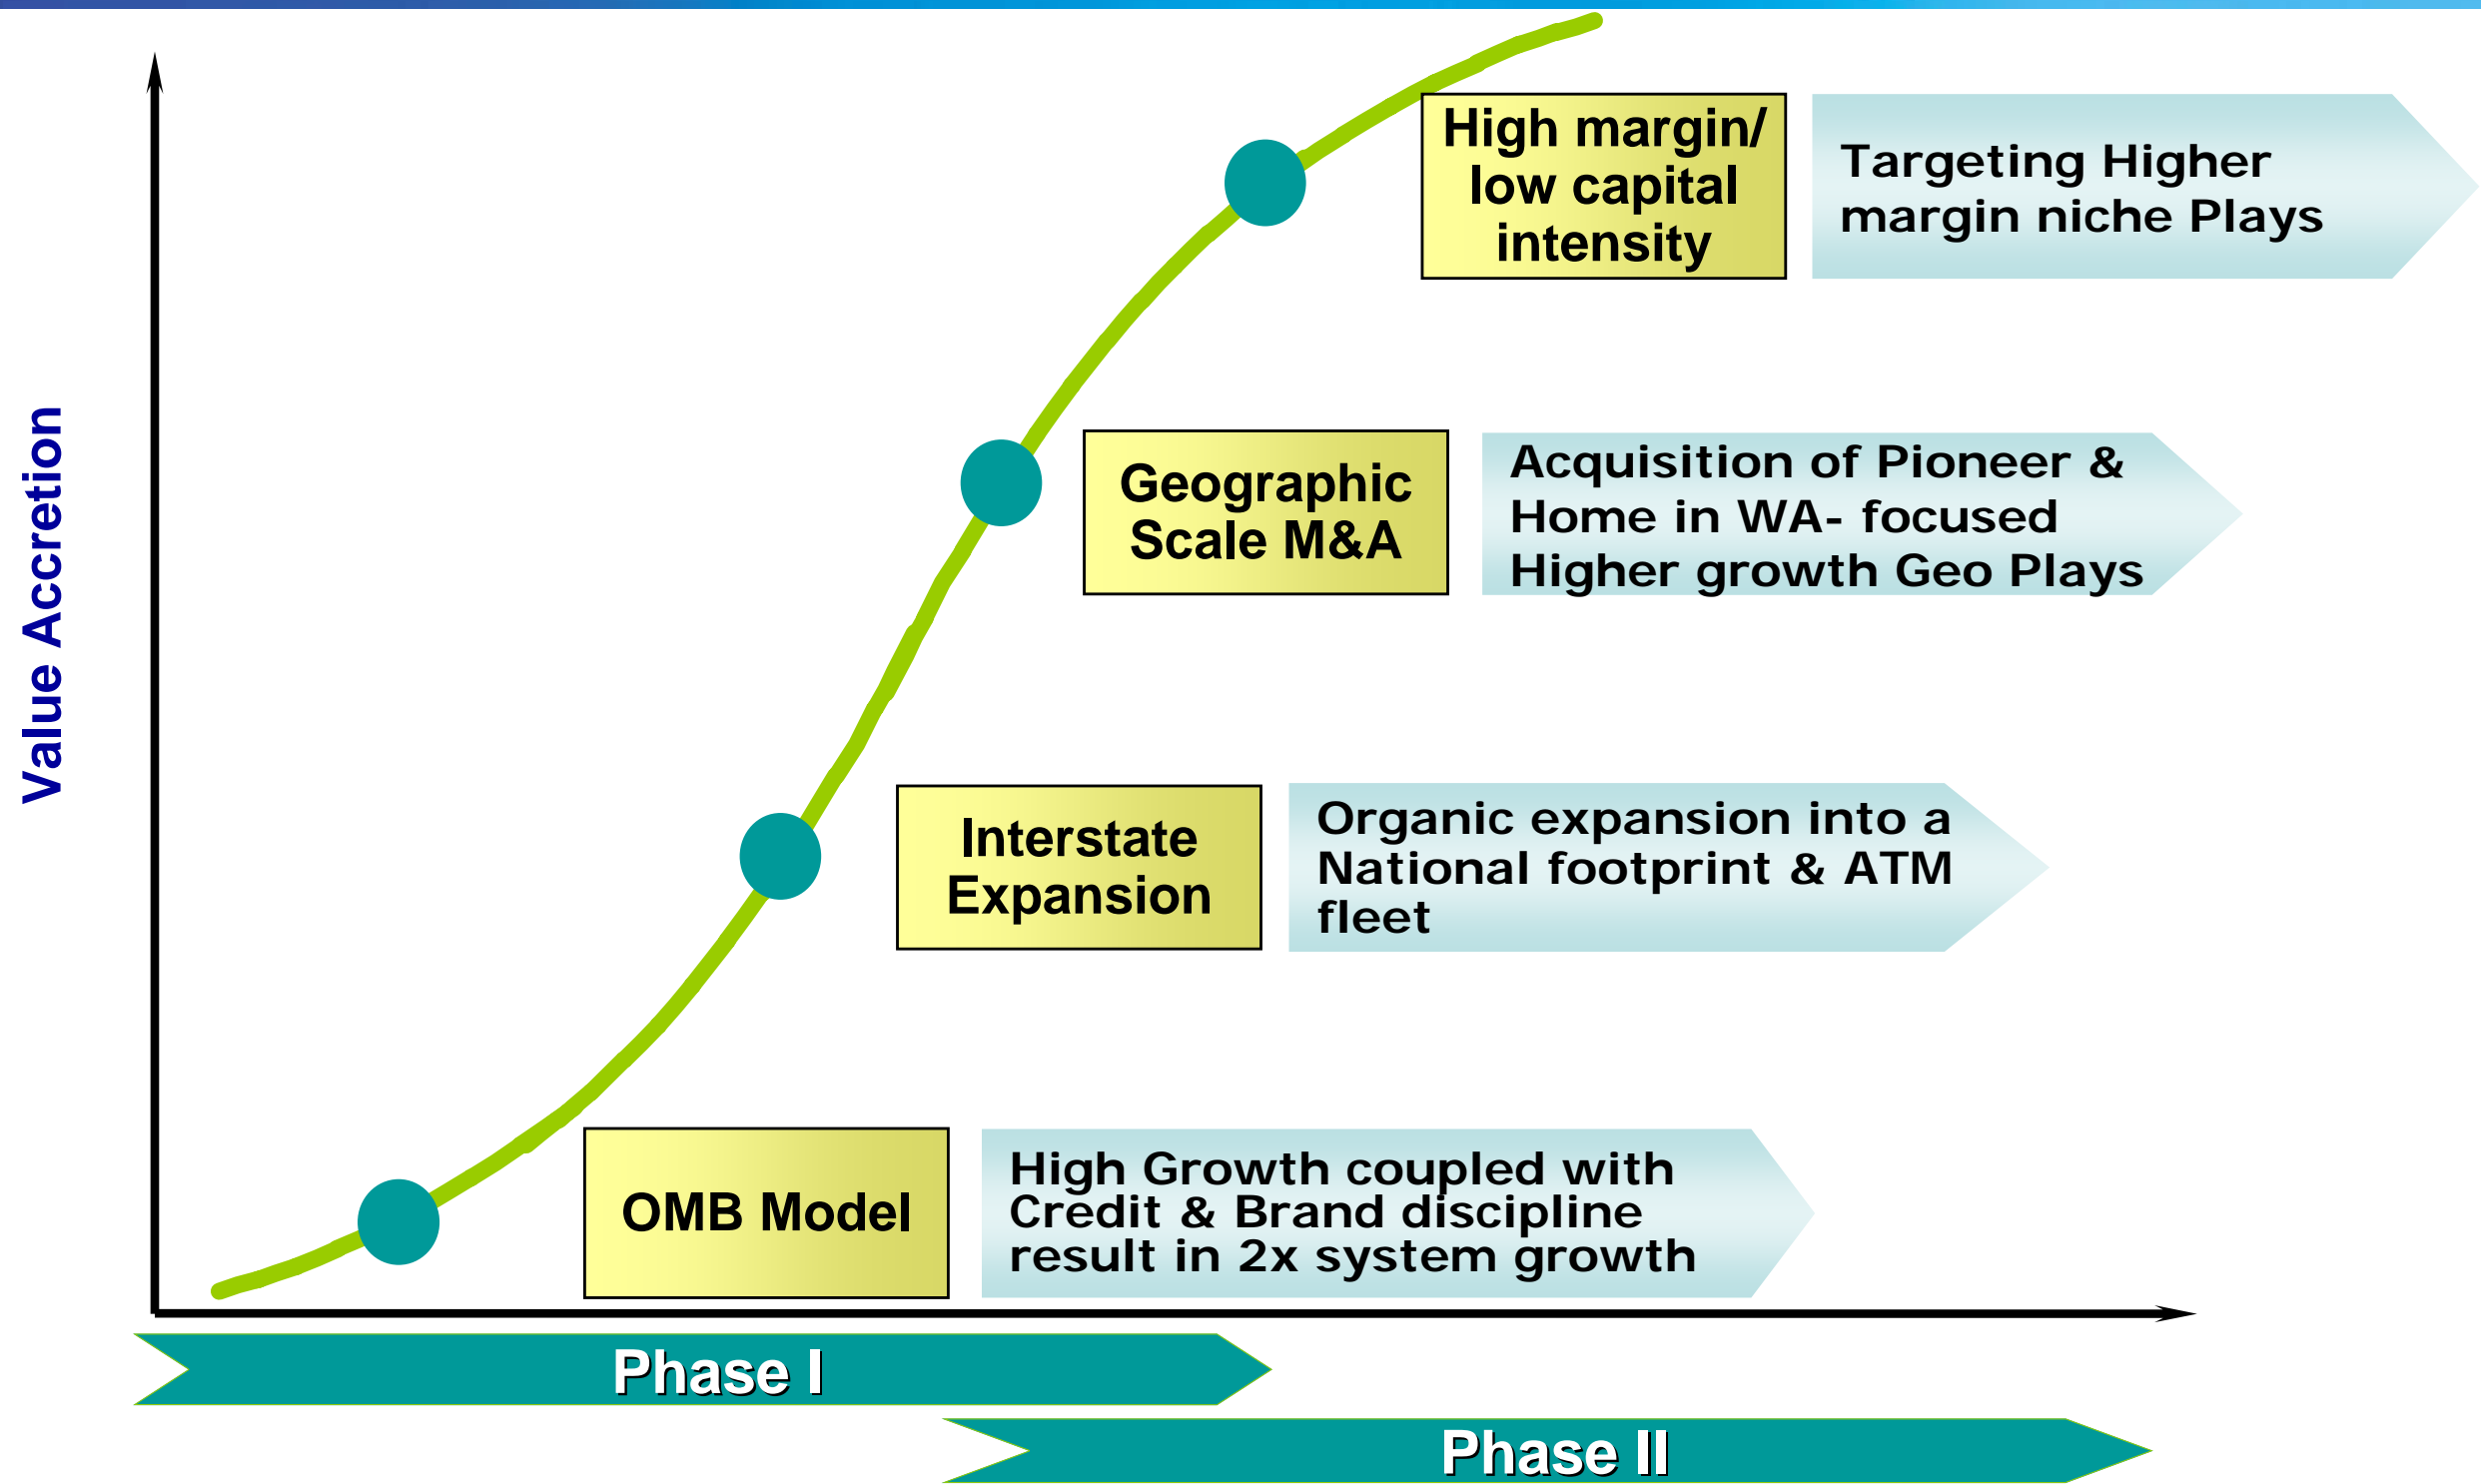 High margin/
low capital
intensity
Targeting Higher
margin niche Plays
Value Accretion
Geographic
Scale M&A
Acquisition of Pioneer &
Home in WA- focused
Higher growth Geo Plays
Interstate
Expansion
Organic expansion into a
National footprint & ATM
fleet
OMB Model
High Growth coupled with
Credit & Brand discipline
result in 2x system growth
Phase I
Phase II